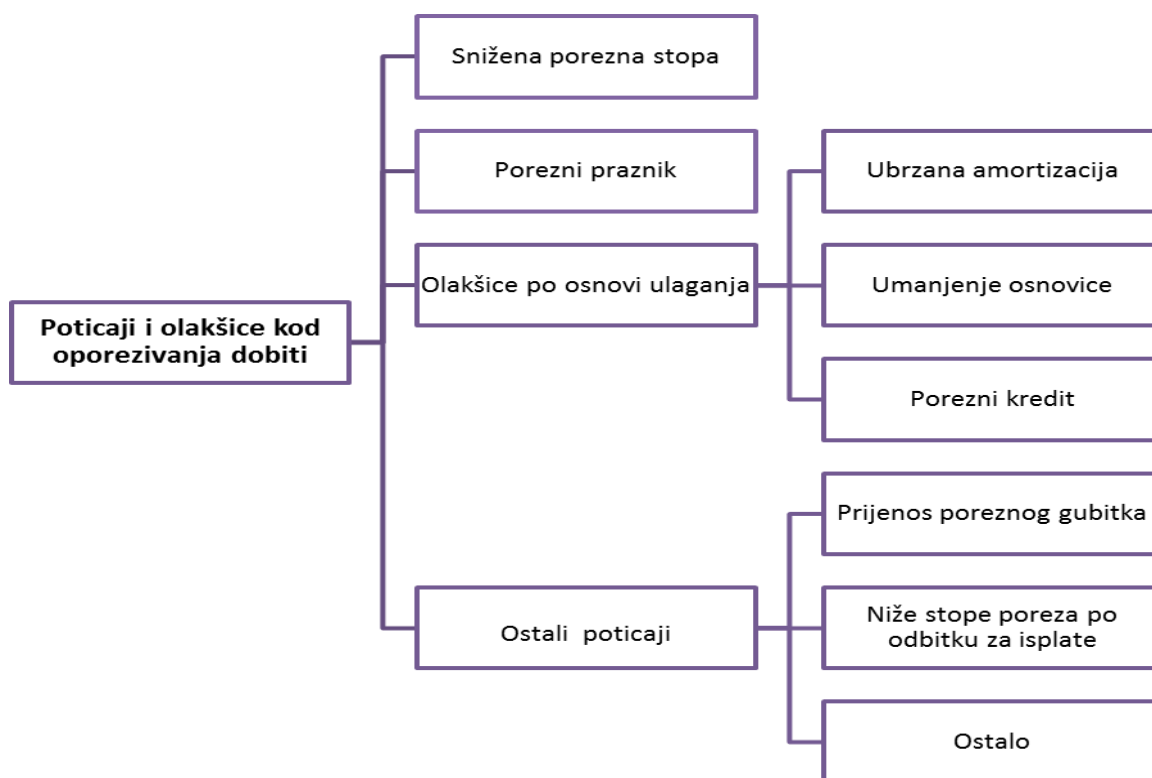 Poticaji i olakšice kod
oporezivanja dobiti
Snižena porezna stopa
Porezni praznik
Olakšice po osnovi ulaganja
Ubrzana amortizacija
Umanjenje osnovice
Porezni kredit
Ostali poticaji
Prijenos poreznog gubitka
Niže stope poreza po
odbitku za isplate
Ostalo